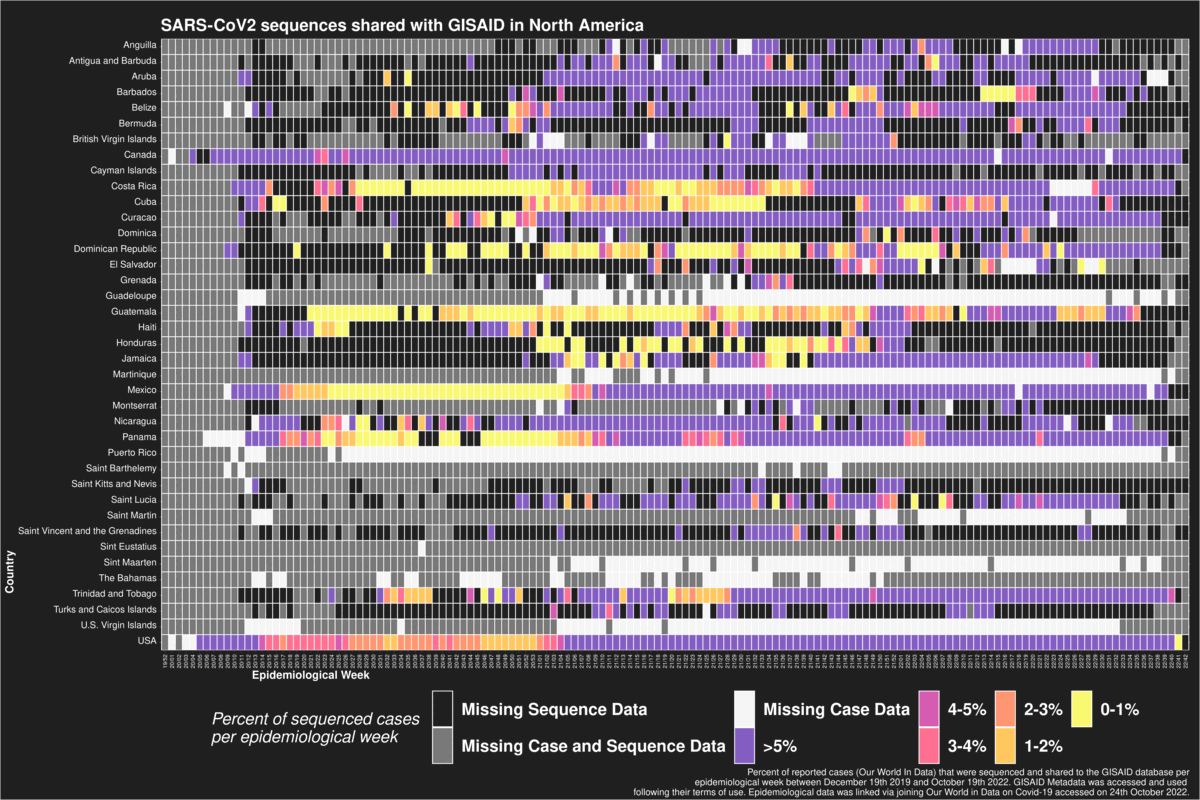 SARS-CoV2 sequences shared with GISAID in North America
Anguilla
Antigua and Barbuda
Aruba
Barbados
Belize
Bermuda
British Virgin Islands
Canada
Cayman Islands
Costa Rica
Cuba
Curacao
Dominica
Dominican Republic
El Salvador
Grenada
Guadeloupe
Guatemala
Haiti
Honduras
Jamaica
Martinique
Mexico
Montserrat
Nicaragua
Panama
Puerto Rico
Saint Barthelemy
Saint Kitts and Nevis
Saint Lucia
Saint Martin
Saint Vincent and the Grenadines
Sint Eustatius
Sint Maarten
The Bahamas
Trinidad and Tobago
Turks and Caicos Islands
U.S. Virgin Islands
USA
Country
Epidemiological Week
Percent of sequenced cases
per epidemiological week
Missing Sequence Data
Missing Case and Sequence Data
Missing Case Data
>5%
4-5%
3-4%
2-3%
1-2%
0-1%
Percent of reported cases (Our World In Data) that were sequenced and shared to the GISAID database per
epidemiological week between December 19th 2019 and October 19th 2022. GISAID Metadata was accessed and used
following their terms of use. Epidemiological data was linked via joining Our World in Data on Covid-19 accessed on 24th October 2022.